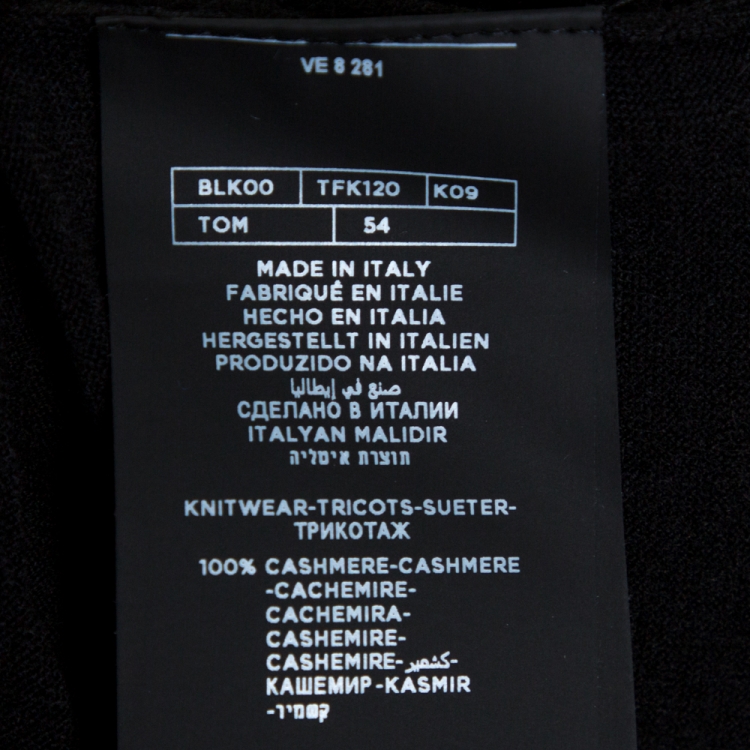 VE 8 281
BLK00 TFK120 K09
TOM 54
MADE IN ITALY
FABRIQUÊ EN ITALIE
HECHO EN ITALIA
HERGESTELLT IN ITALIEN
PRODUZIDO NA ITALIA
صنع في إيطاليا
СДЕЛАНО В ИТАЛИИ
ITALYAN MALIDIR
תוצרת איטליה
KNITWEAR-TRICOTS-SUETER-
ТРИКОТАЖ
100% CASHMERE-CASHMERE
-CACHEMIRE-
CACHEMIRA-
CASHEMIRE-
CASHEMIRE-كشمير-
КАШЕМИР-KASMIR
-קשמיר